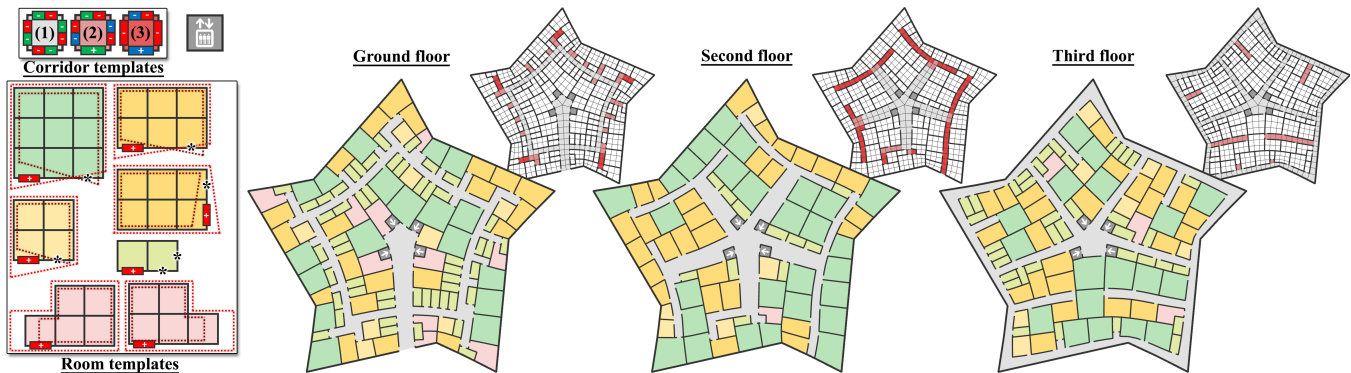 (1) (2) (3)
Corridor templates
Ground floor
Second floor
Third floor
Room templates